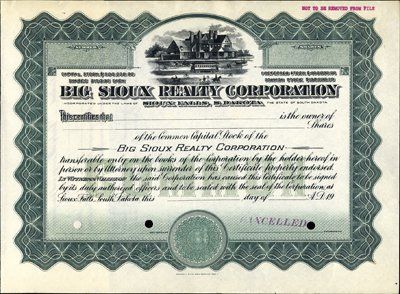 NOT TO BE REMOVED FROM FILE
BIG SIOUX REALTY CORPORATION
INCORPORATED UNDER THE LAWS OF
SIOUX FALLS, S. DAKOTA.
THE STATE OF SOUTH DAKOTA
This certifies that
is the owner of
Shares
of the Common Capital Stock of the
BIG SIOUX REALTY CORPORATION
transferable only on the books of the Corporation by the holder hereof in
person or by Attorney upon surrender of this Certificate properly endorsed.
IN WITNESS WHEREOF the said Corporation has caused this Certificate to be signed
by its duly authorized officers and to be sealed with the seal of the Corporation at
Sioux Falls, South Dakota this day of A.D. 19
CANCELLED